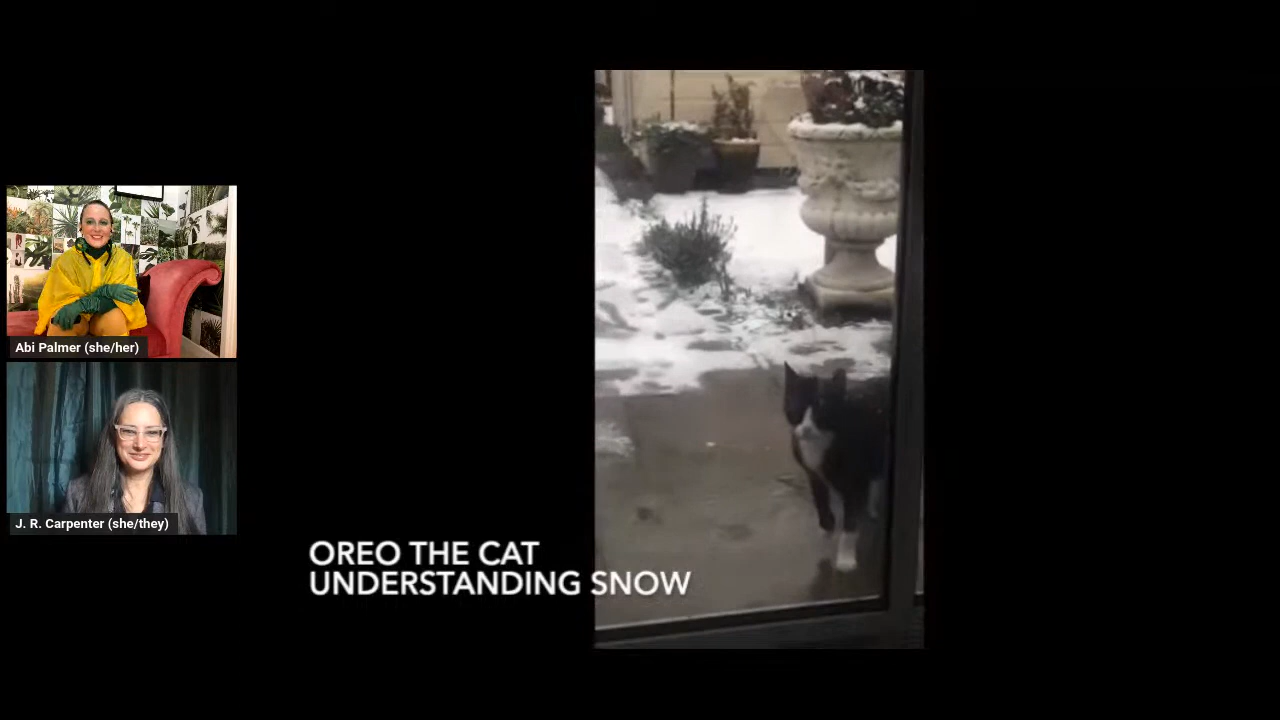 Abi Palmer (she/her)
J. R. Carpenter (she/they)
OREO THE CAT
UNDERSTANDING SNOW